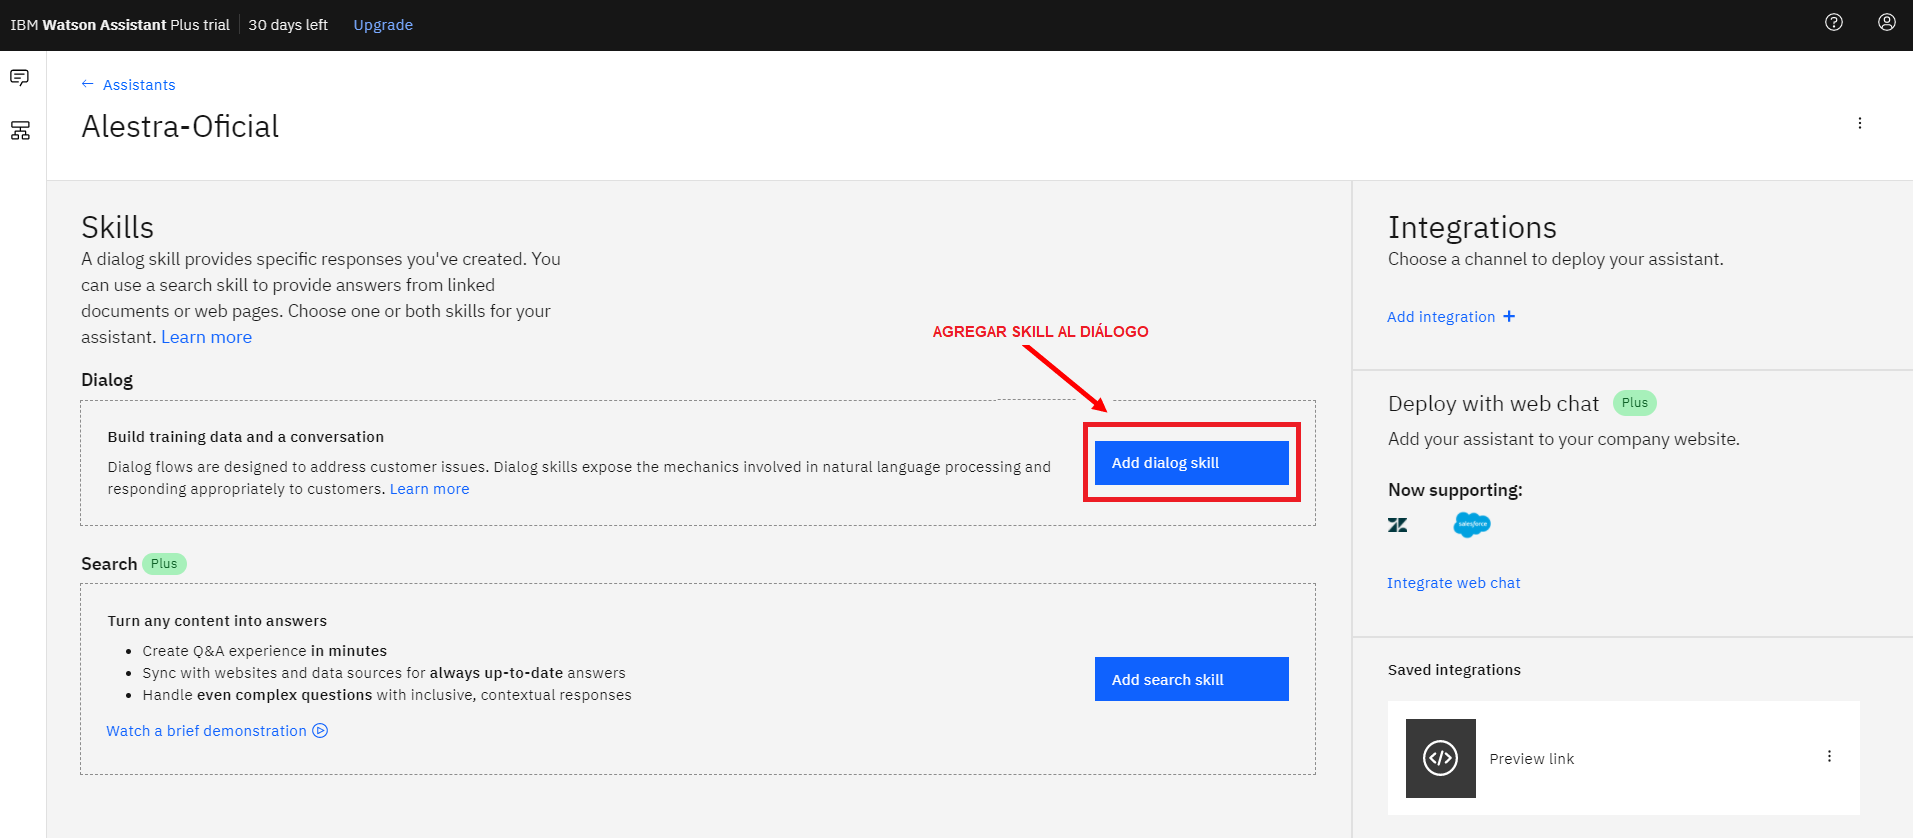 IBM Watson Assistant Plus trial 30 days left Upgrade
← Assistants
Alestra-Oficial
Skills
A dialog skill provides specific responses you've created. You
can use a search skill to provide answers from linked
documents or web pages. Choose one or both skills for your
assistant. Learn more
AGREGAR SKILL AL DIÁLOGO
Dialog
Build training data and a conversation
Dialog flows are designed to address customer issues. Dialog skills expose the mechanics involved in natural language processing and
responding appropriately to customers. Learn more
Add dialog skill
Search Plus
Turn any content into answers
• Create Q&A experience in minutes
• Sync with websites and data sources for always up-to-date answers
• Handle even complex questions with inclusive, contextual responses
Watch a brief demonstration
Add search skill
Integrations
Choose a channel to deploy your assistant.
Add integration +
Deploy with web chat Plus
Add your assistant to your company website.
Now supporting:
salesforce
Integrate web chat
Saved integrations
</> Preview link